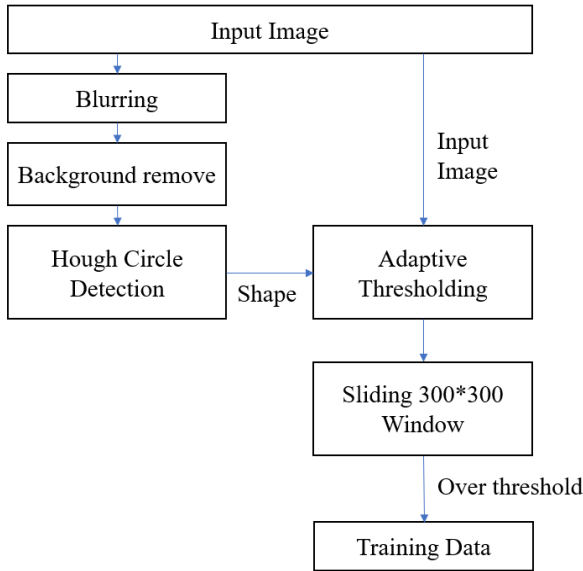 Input Image
Blurring
Background remove
Input
Image
Hough Circle
Detection
Shape
Adaptive
Thresholding
Sliding 300*300
Window
Over threshold
Training Data